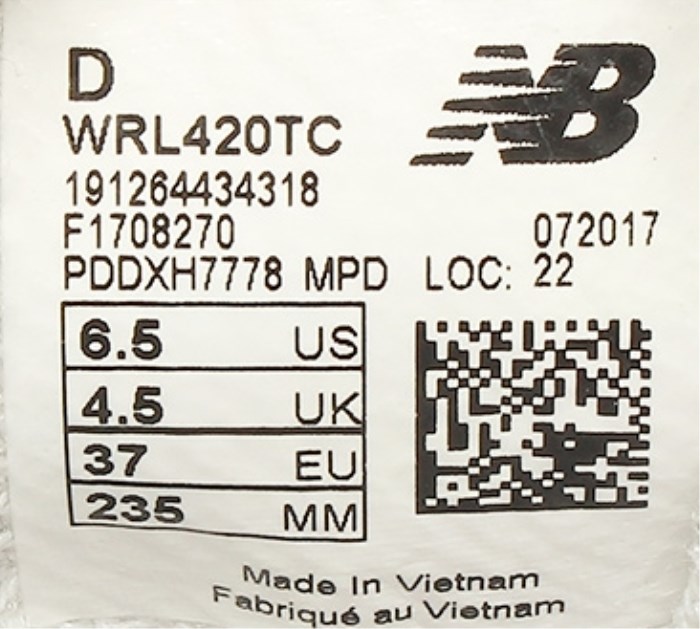 D
NB
WRL420TC
191264434318
F1708270 072017
PDDXH7778 MPD LOC: 22
6.5 US
4.5 UK
37 EU
235 MM
Made In Vietnam
Fabriqué au Vietnam